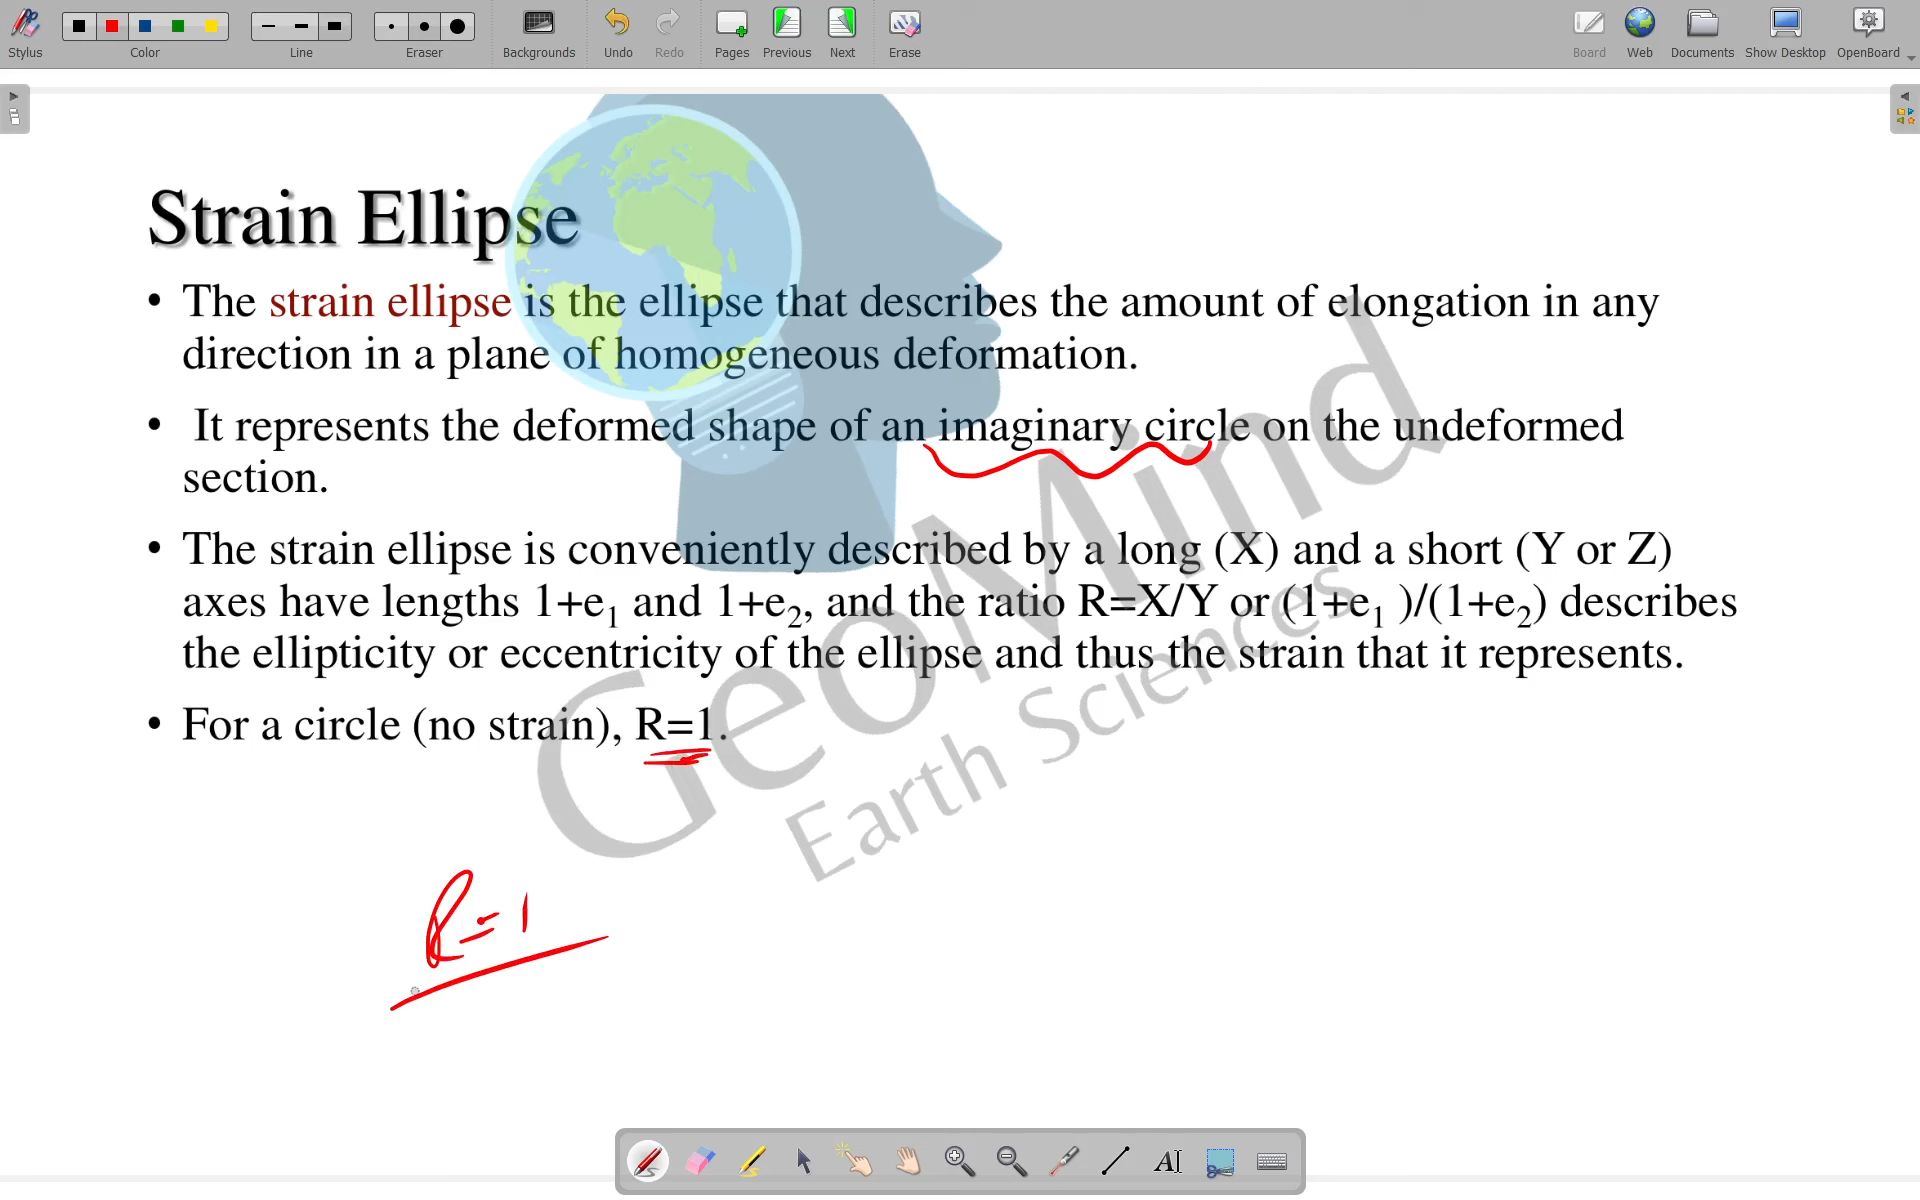 Stylus Color Line Eraser Backgrounds Undo Redo Pages Previous Next Erase Board Web Documents Show Desktop OpenBoard
Strain Ellipse
• The strain ellipse is the ellipse that describes the amount of elongation in any
direction in a plane of homogeneous deformation.
• It represents the deformed shape of an imaginary circle on the undeformed
section.
• The strain ellipse is conveniently described by a long (X) and a short (Y or Z)
axes have lengths 1+e₁ and 1+e₂, and the ratio R=X/Y or (1+e₁ )/(1+e₂) describes
the ellipticity or eccentricity of the ellipse and thus the strain that it represents.
• For a circle (no strain), R=1.
GeoMind
Earth Sciences
R=1